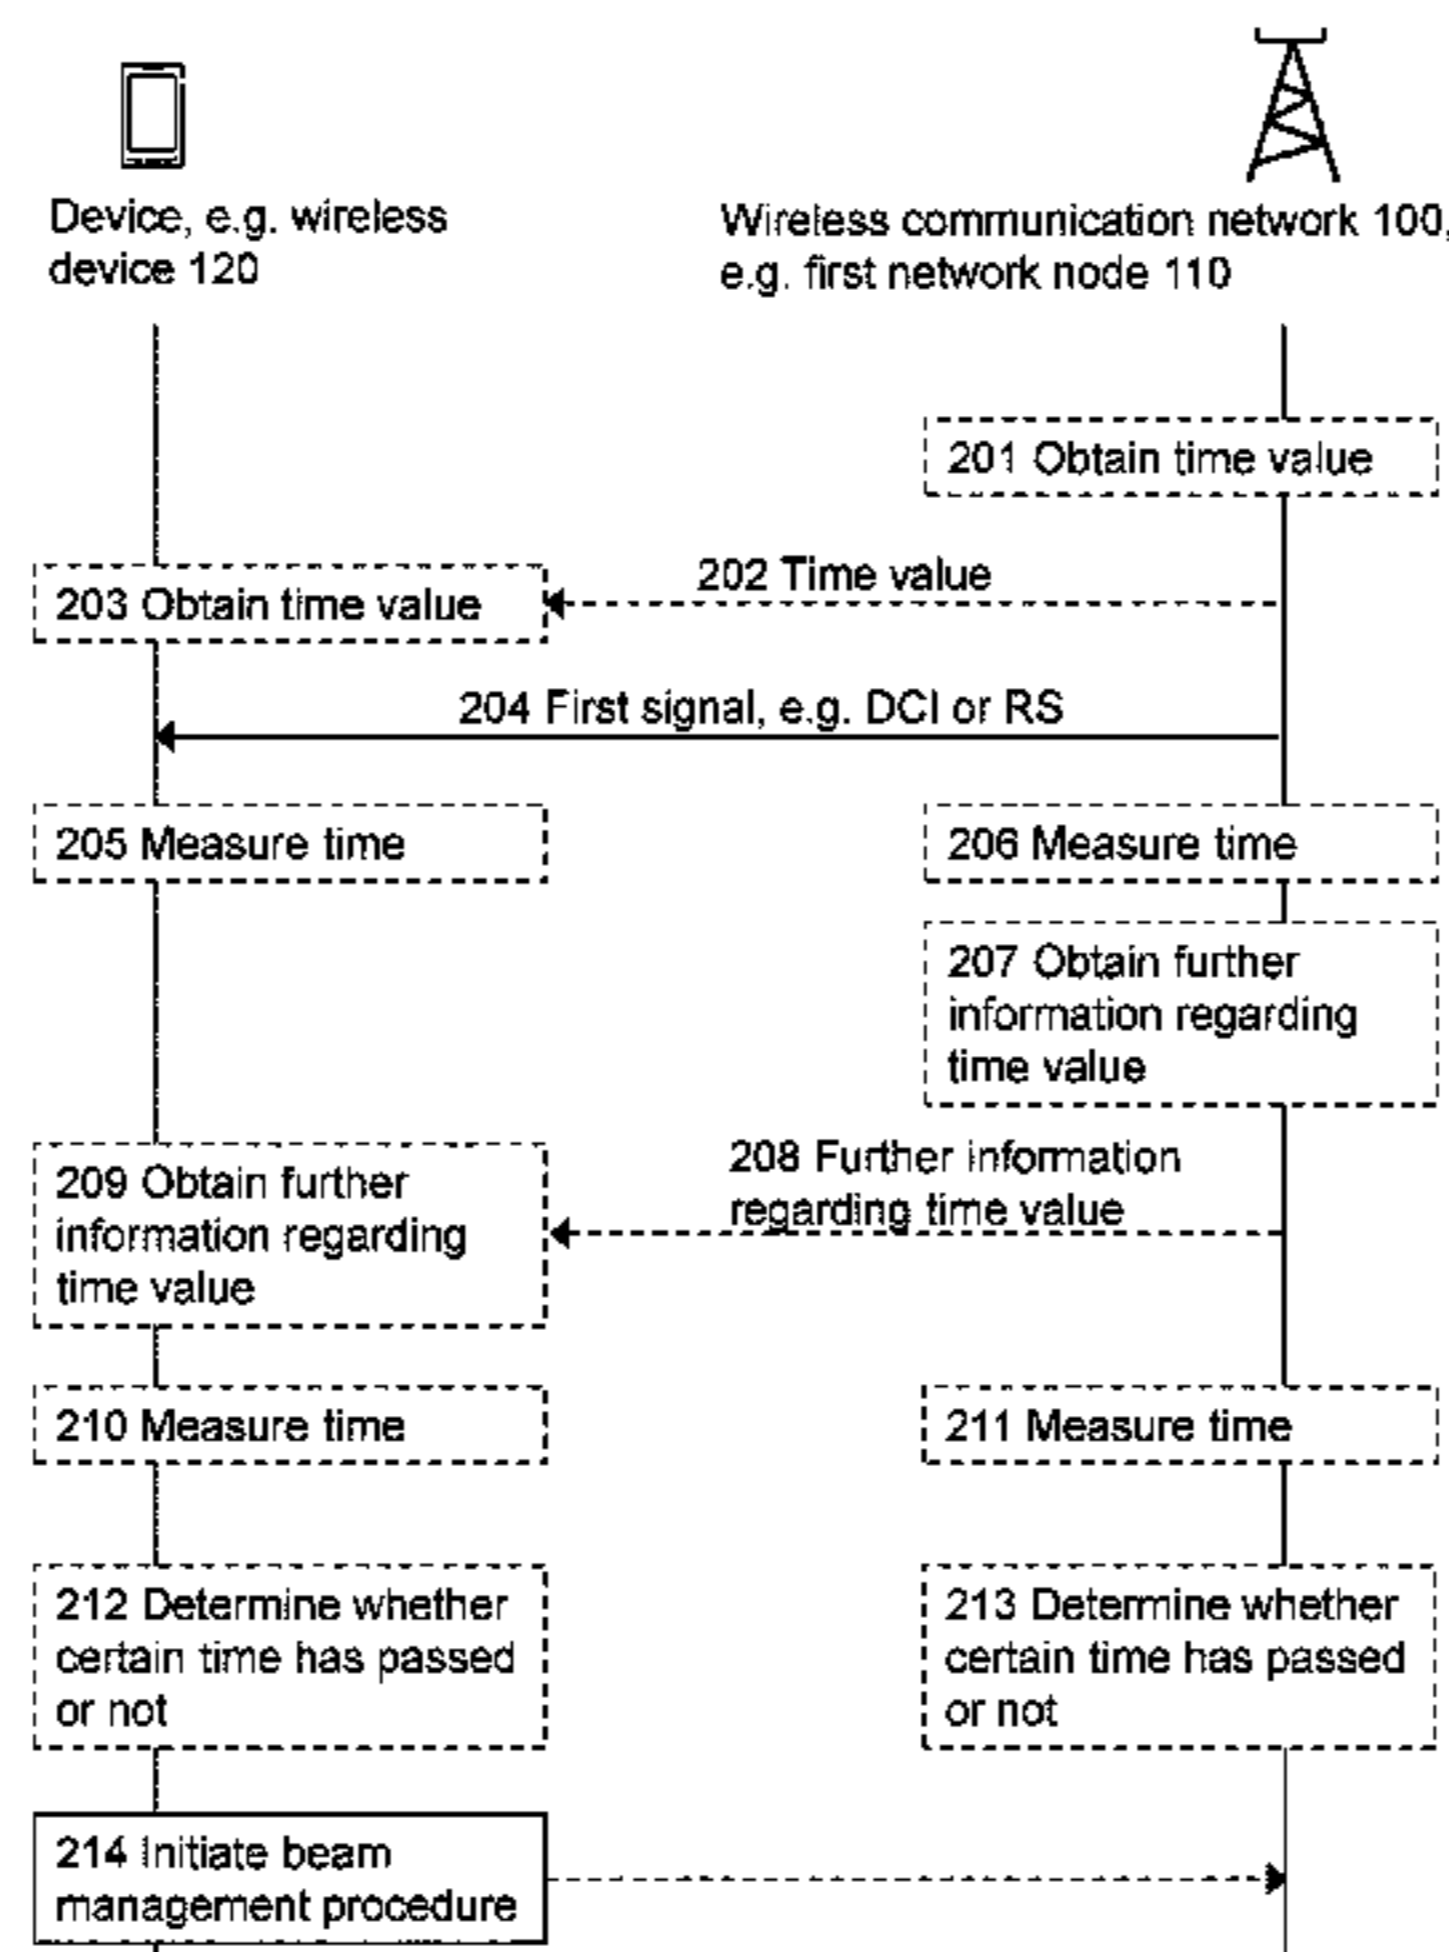 Device, e.g. wireless
device 120
Wireless communication network 100,
e.g. first network node 110
201 Obtain time value
202 Time value
203 Obtain time value
204 First signal, e.g. DCI or RS
205 Measure time
206 Measure time
207 Obtain further
information regarding
time value
208 Further information
regarding time value
209 Obtain further
information regarding
time value
210 Measure time
211 Measure time
212 Determine whether
certain time has passed
or not
213 Determine whether
certain time has passed
or not
214 Initiate beam
management procedure